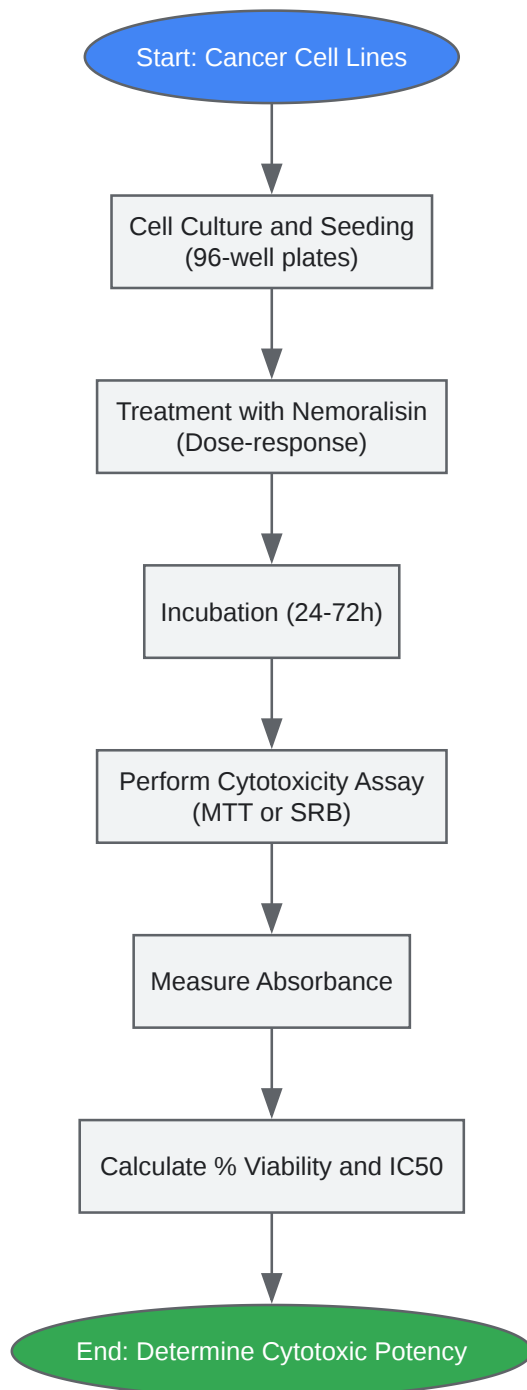 Start: Cancer Cell Lines
Cell Culture and Seeding
(96-well plates)
Treatment with Nemoralisin
(Dose-response)
Incubation (24-72h)
Perform Cytotoxicity Assay
(MTT or SRB)
Measure Absorbance
Calculate % Viability and IC50
End: Determine Cytotoxic Potency